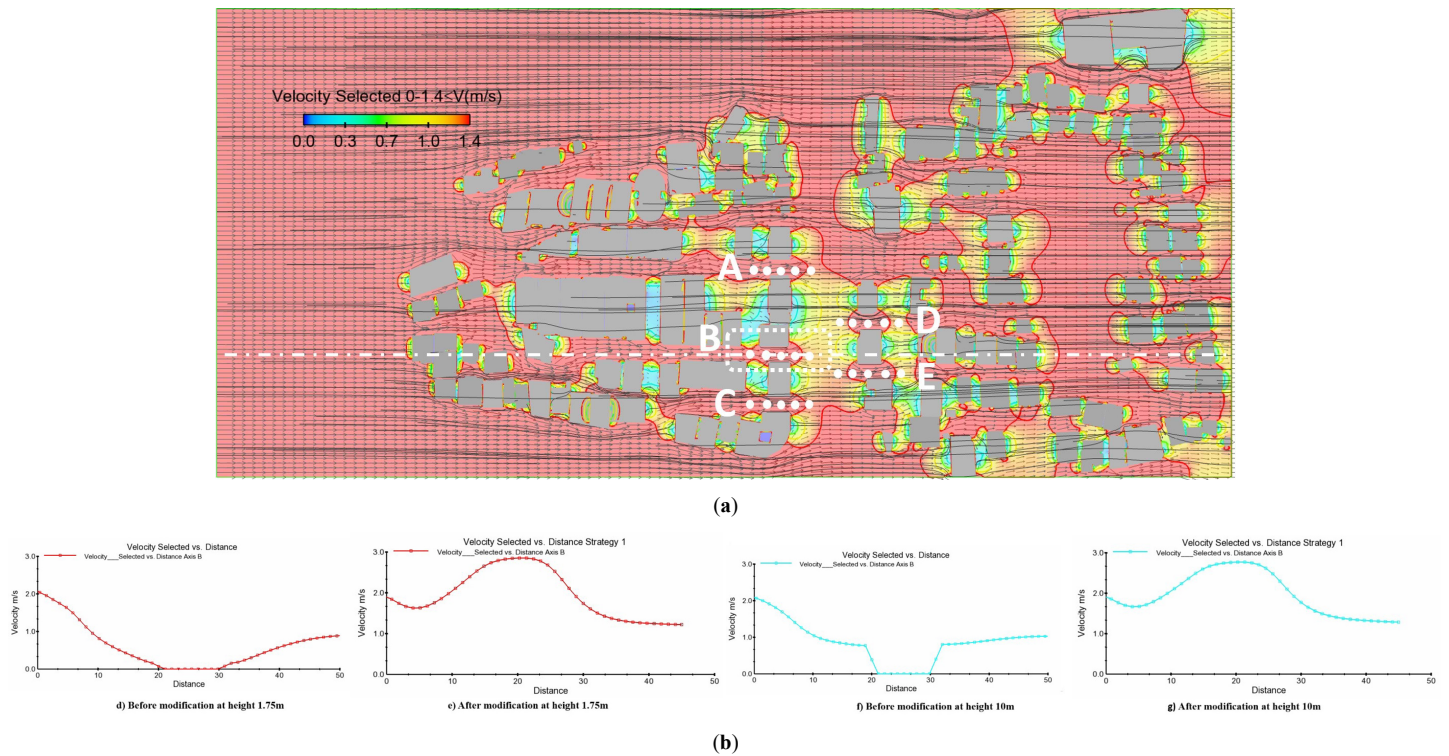 Velocity Selected 0-1.4<V(m/s)
0.0 0.3 0.7 1.0 1.4
A
B
C
D
E
(a)
Velocity Selected vs. Distance
Velocity___Selected vs. Distance Axis B
3.0
2.0
1.0
0.0
Velocity m/s
0 10 20 30 40 50
Distance
d) Before modification at height 1.75m
Velocity Selected vs. Distance Strategy 1
Velocity___Selected vs. Distance Axis B
3.0
2.0
1.0
0.0
Velocity m/s
0 10 20 30 40 50
Distance
e) After modification at height 1.75m
Velocity Selected vs. Distance
Velocity___Selected vs. Distance Axis B
3.0
2.0
1.0
0.0
Velocity m/s
0 10 20 30 40 50
Distance
f) Before modification at height 10m
Velocity Selected vs. Distance Strategy 1
Velocity___Selected vs. Distance Axis B
3.0
2.0
1.0
0.0
Velocity m/s
0 10 20 30 40 50
Distance
g) After modification at height 10m
(b)